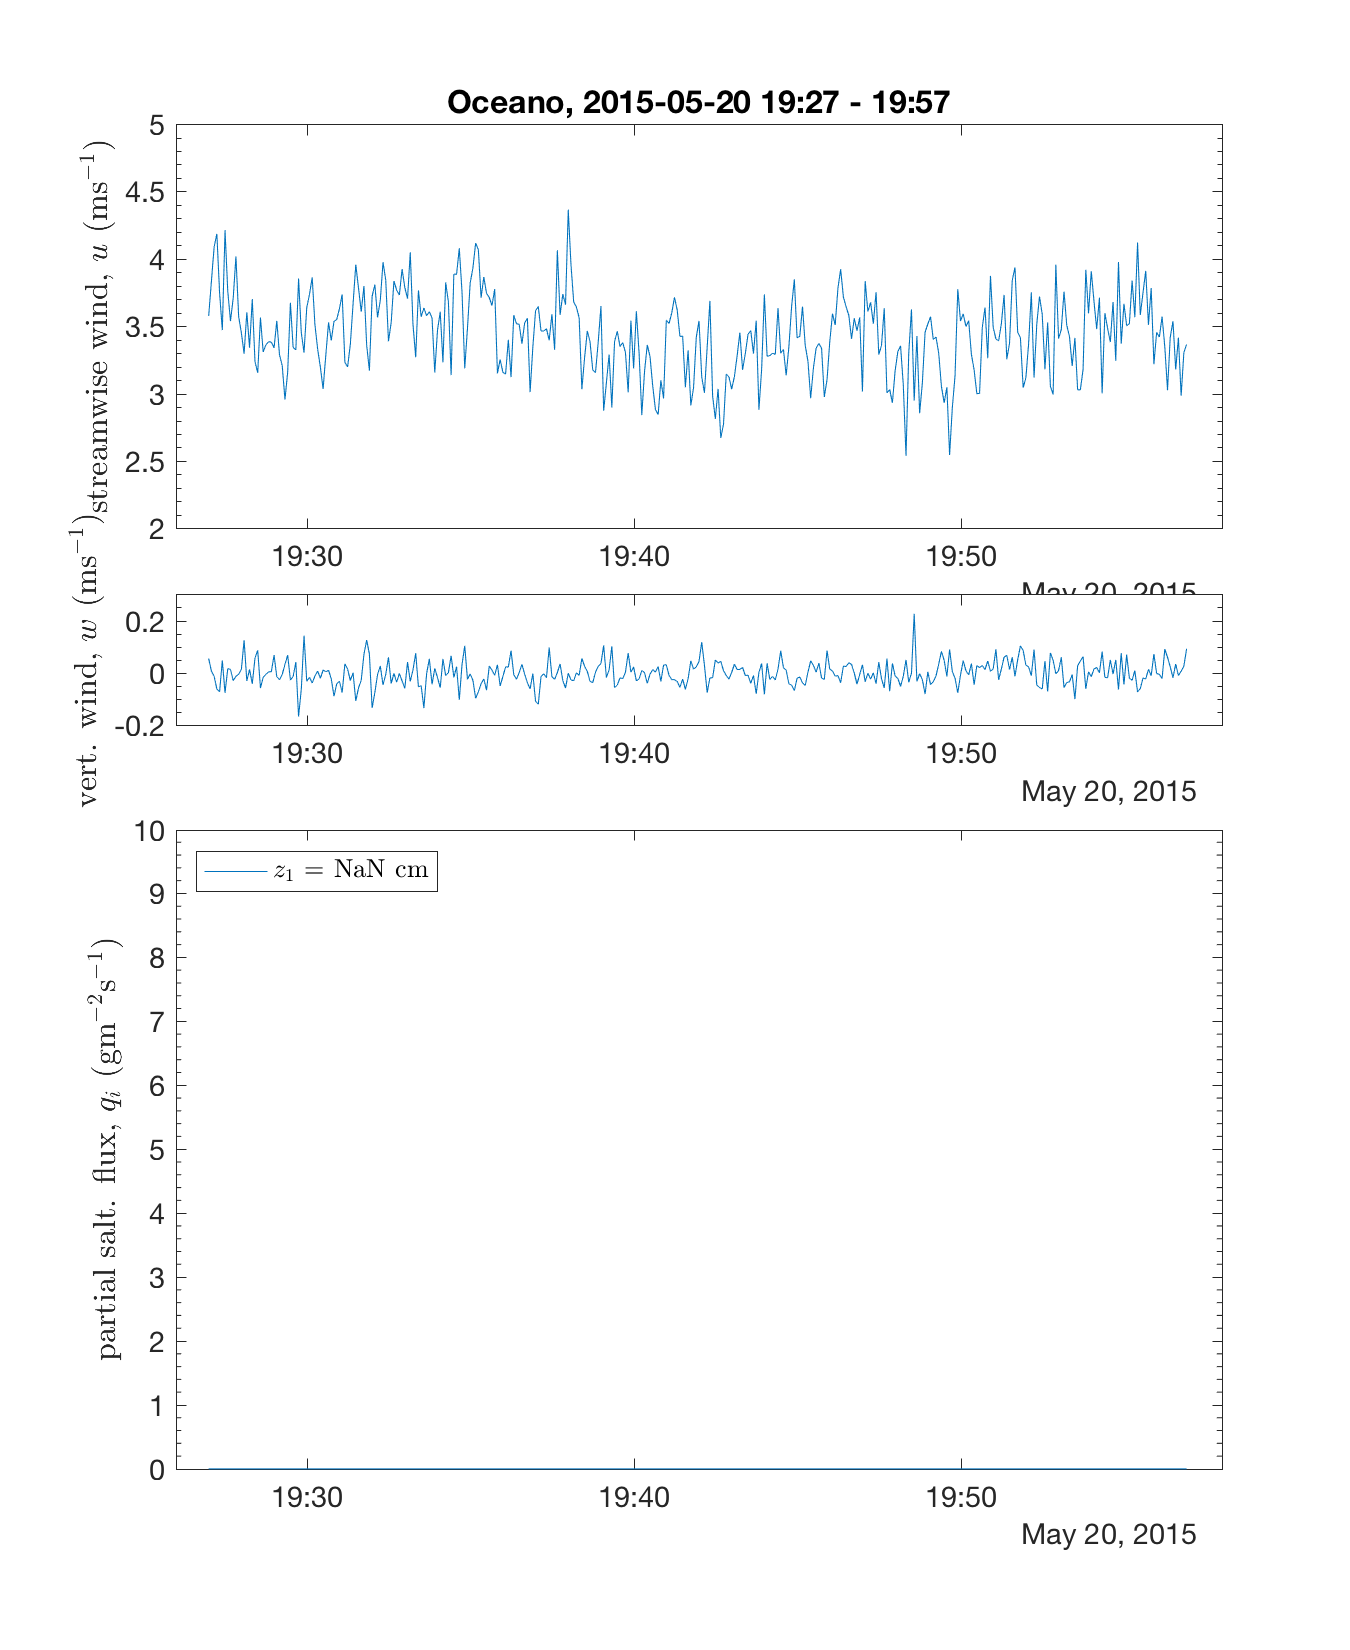 Oceano, 2015-05-20 19:27 - 19:57
streamwise wind, u (ms⁻¹)
5
4.5
4
3.5
3
2.5
2
19:30 19:40 19:50
May 20, 2015
vert. wind, w (ms⁻¹)
0.2
0
-0.2
19:30 19:40 19:50
May 20, 2015
partial salt. flux, qᵢ (gm⁻²s⁻¹)
10
9
8
7
6
5
4
3
2
1
0
z₁ = NaN cm
19:30 19:40 19:50
May 20, 2015